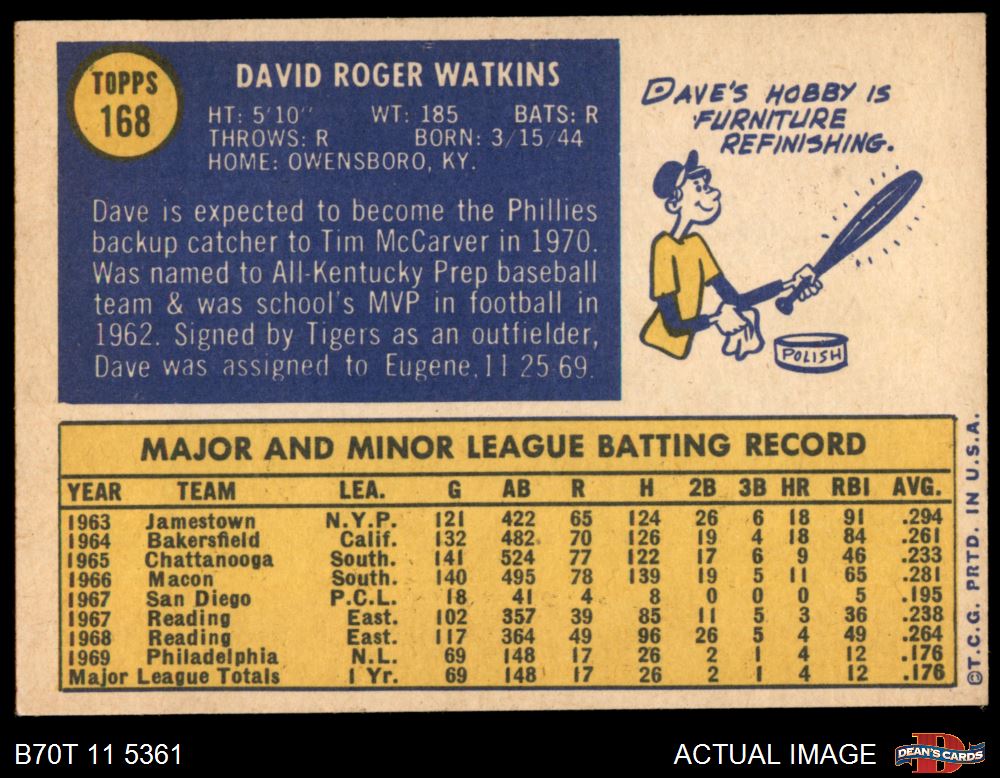 TOPPS
168
DAVID ROGER WATKINS
HT: 5'10" WT: 185 BATS: R
THROWS: R BORN: 3/15/44
HOME: OWENSBORO, KY.
Dave is expected to become the Phillies
backup catcher to Tim McCarver in 1970.
Was named to All-Kentucky Prep baseball
team & was school's MVP in football in
1962. Signed by Tigers as an outfielder,
Dave was assigned to Eugene, 11-25-69.
DAVE'S HOBBY IS
FURNITURE
REFINISHING.
POLISH
MAJOR AND MINOR LEAGUE BATTING RECORD
YEAR TEAM LEA. G AB R H 2B 3B HR RBI AVG.
1963 Jamestown N.Y.P. 121 422 65 124 26 6 18 91 .294
1964 Bakersfield Calif. 132 482 70 126 19 4 18 84 .261
1965 Chattanooga South. 141 524 77 122 17 6 9 46 .233
1966 Macon South. 140 495 78 139 19 5 11 65 .281
1967 San Diego P.C.L. 18 41 4 8 0 0 0 5 .195
1967 Reading East. 102 357 39 85 11 5 3 36 .238
1968 Reading East. 117 364 49 96 26 5 4 49 .264
1969 Philadelphia N.L. 69 148 17 26 2 1 4 12 .176
Major League Totals 1 Yr. 69 148 17 26 2 1 4 12 .176
©T.C.G. PRTD. IN U.S.A.
B70T 11 5361
ACTUAL IMAGE
DEAN'S CARDS